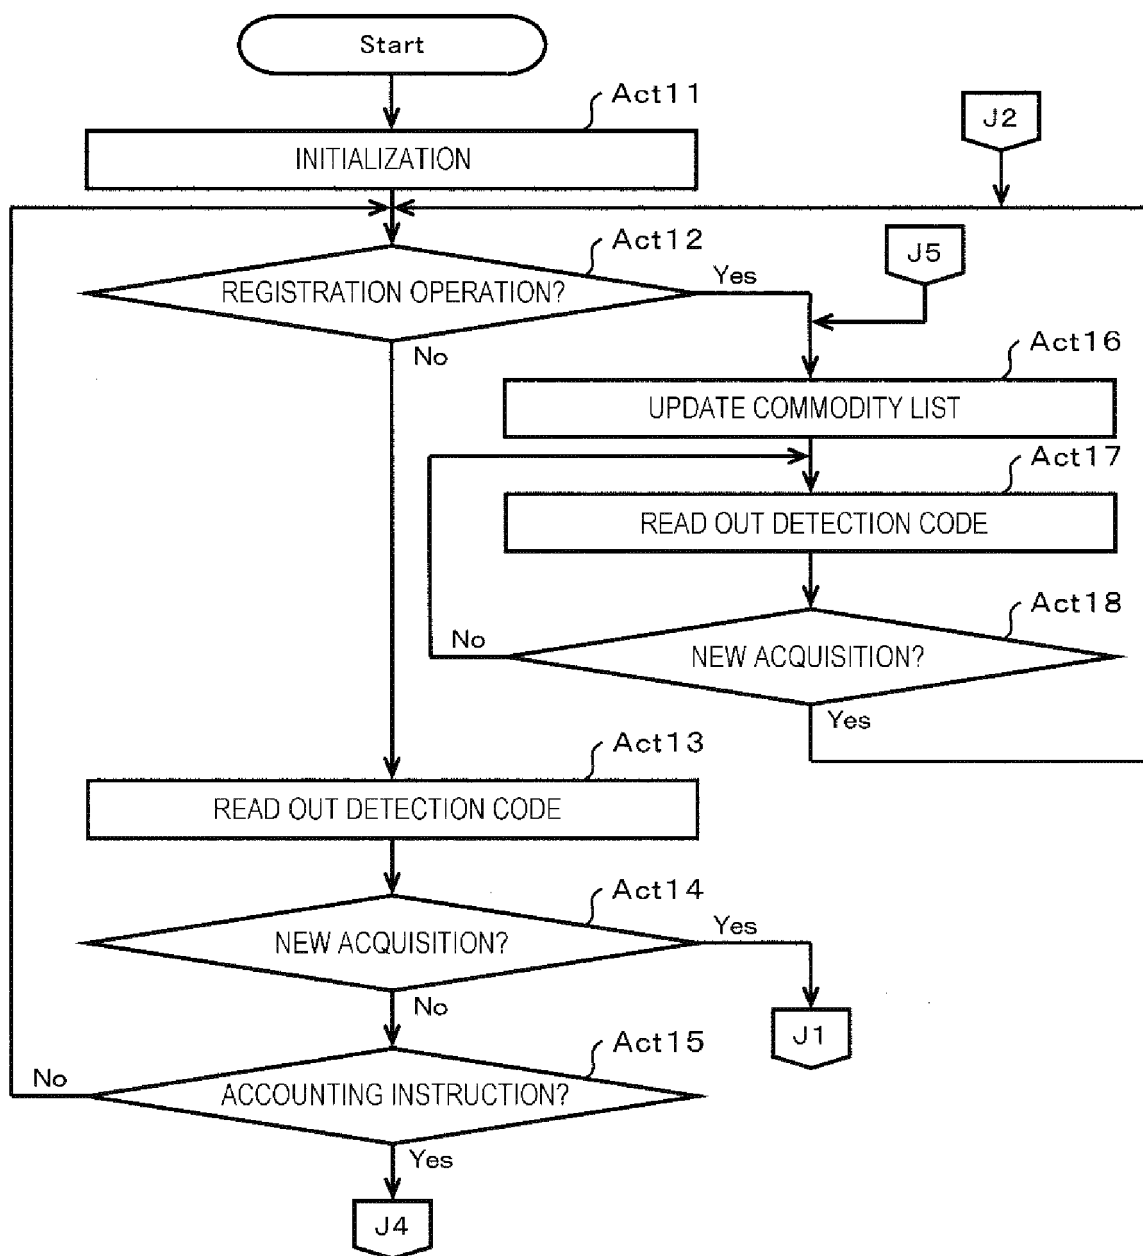 Start
Act11
INITIALIZATION
J2
Act12
REGISTRATION OPERATION?
Yes
J5
No
Act16
UPDATE COMMODITY LIST
Act17
READ OUT DETECTION CODE
Act18
No
NEW ACQUISITION?
Yes
Act13
READ OUT DETECTION CODE
Act14
NEW ACQUISITION?
Yes
No
J1
Act15
No
ACCOUNTING INSTRUCTION?
Yes
J4